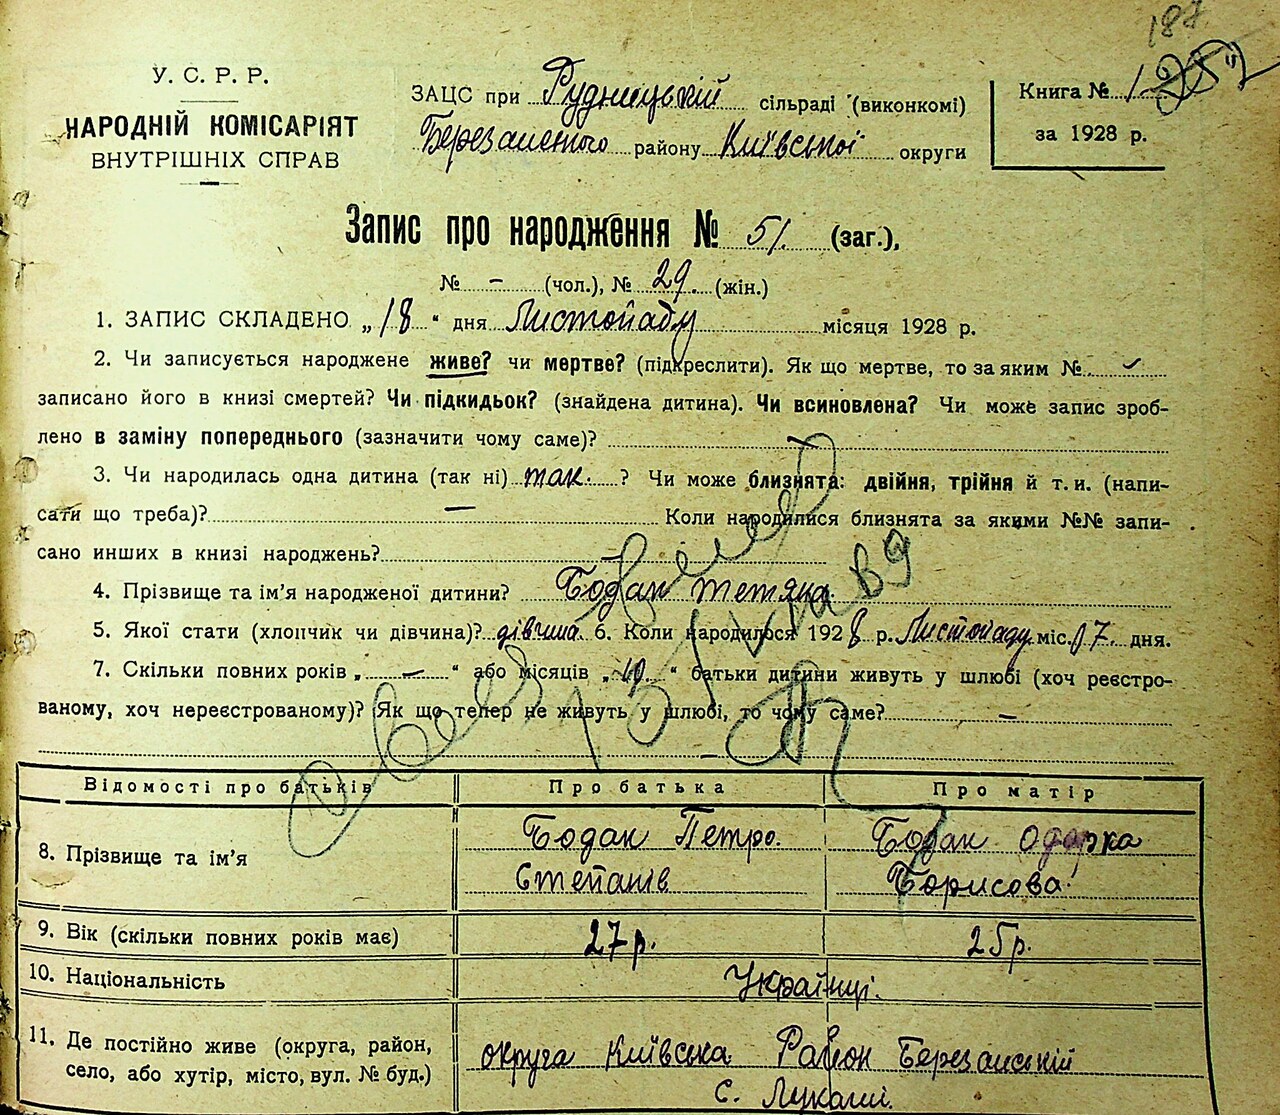 187
У. С. Р. Р.
НАРОДНІЙ КОМІСАРІЯТ
ВНУТРІШНІХ СПРАВ
ЗАЦС при Рудницькій сільраді (виконкомі)
Березанського району Київської округи
Книга № 1
за 1928 р.
Запис про народження № 51 (заг.),
№ - (чол.), № 29. (жін.)
1. ЗАПИС СКЛАДЕНО „18“ дня Листопаду місяця 1928 р.
2. Чи записується народжене живе? чи мертве? (підкреслити). Як що мертве, то за яким №
записано його в книзі смертей? Чи підкидьок? (знайдена дитина). Чи всиновлена? Чи може запис зроб-
лено в заміну попереднього (зазначити чому саме)? —
3. Чи народилась одна дитина (так ні) так. ? Чи може близнята: двійня, трійня й т. и. (напи-
сати що треба)? — Коли народилися близнята за якими №№ запи-
сано инших в книзі народжень? —
4. Прізвище та ім’я народженої дитини? Бодак Тетяна
5. Якої статі (хлопчик чи дівчина)? дівчина. 6. Коли народилося 1928 р. Листопаду міс. 17 дня.
7. Скільки повних років „ — “ або місяців „10“ батьки дитини живуть у шлюбі (хоч реєстро-
ваному, хоч нереєстрованому)? Як що тепер не живуть у шлюбі, то чому саме? —
Відомості про батьків Про батька Про матір
8. Прізвище та ім’я Бодак Петро Степанів Бодак Одарка Борисова
9. Вік (скільки повних років має) 27 р. 25 р.
10. Національність Українці.
11. Де постійно живе (округа, район, округа Київська Район Березанській
село, або хутір, місто, вул. № буд.) с. Лукаші.